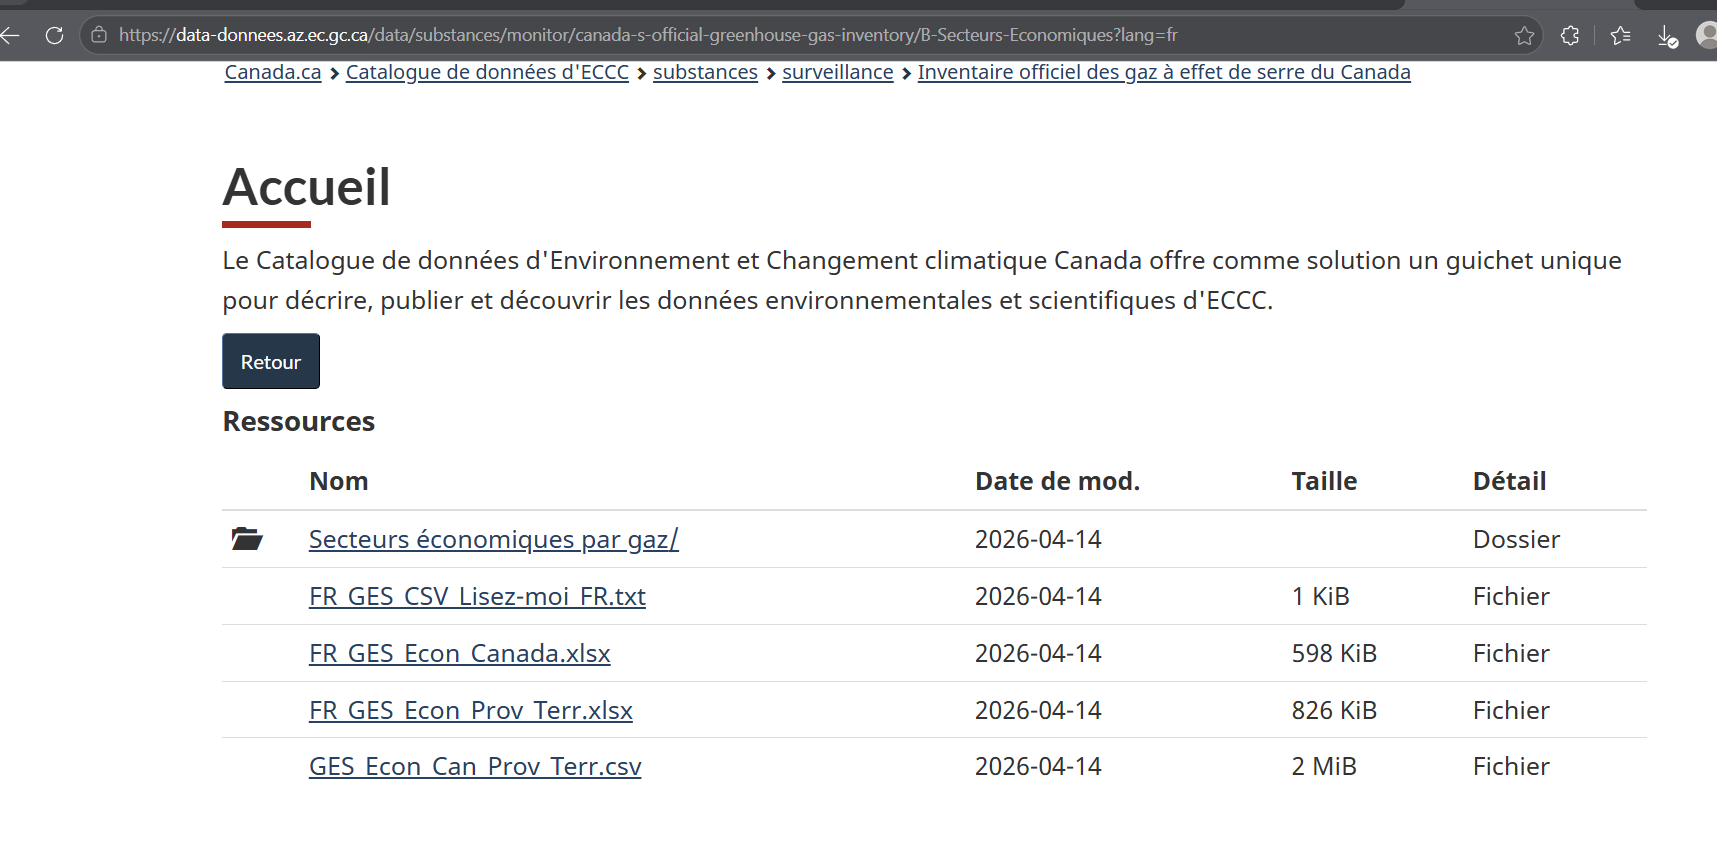 https://data-donnees.az.ec.gc.ca/data/substances/monitor/canada-s-official-greenhouse-gas-inventory/B-Secteurs-Economiques?lang=fr
Canada.ca > Catalogue de données d'ECCC > substances > surveillance > Inventaire officiel des gaz à effet de serre du Canada
Accueil
Le Catalogue de données d'Environnement et Changement climatique Canada offre comme solution un guichet unique
pour décrire, publier et découvrir les données environnementales et scientifiques d'ECCC.
Retour
Ressources
Nom Date de mod. Taille Détail
Secteurs économiques par gaz/ 2026-04-14 Dossier
FR_GES_CSV_Lisez-moi_FR.txt 2026-04-14 1 KiB Fichier
FR_GES_Econ_Canada.xlsx 2026-04-14 598 KiB Fichier
FR_GES_Econ_Prov_Terr.xlsx 2026-04-14 826 KiB Fichier
GES_Econ_Can_Prov_Terr.csv 2026-04-14 2 MiB Fichier